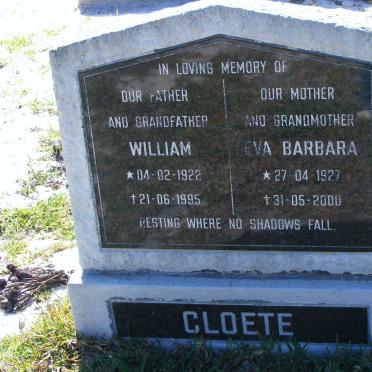 IN LOVING MEMORY OF
OUR FATHER
AND GRANDFATHER
WILLIAM
* 04-02-1922
† 21-06-1995
OUR MOTHER
AND GRANDMOTHER
EVA BARBARA
* 27-04-1927
† 31-05-2000
RESTING WHERE NO SHADOWS FALL.
CLOETE